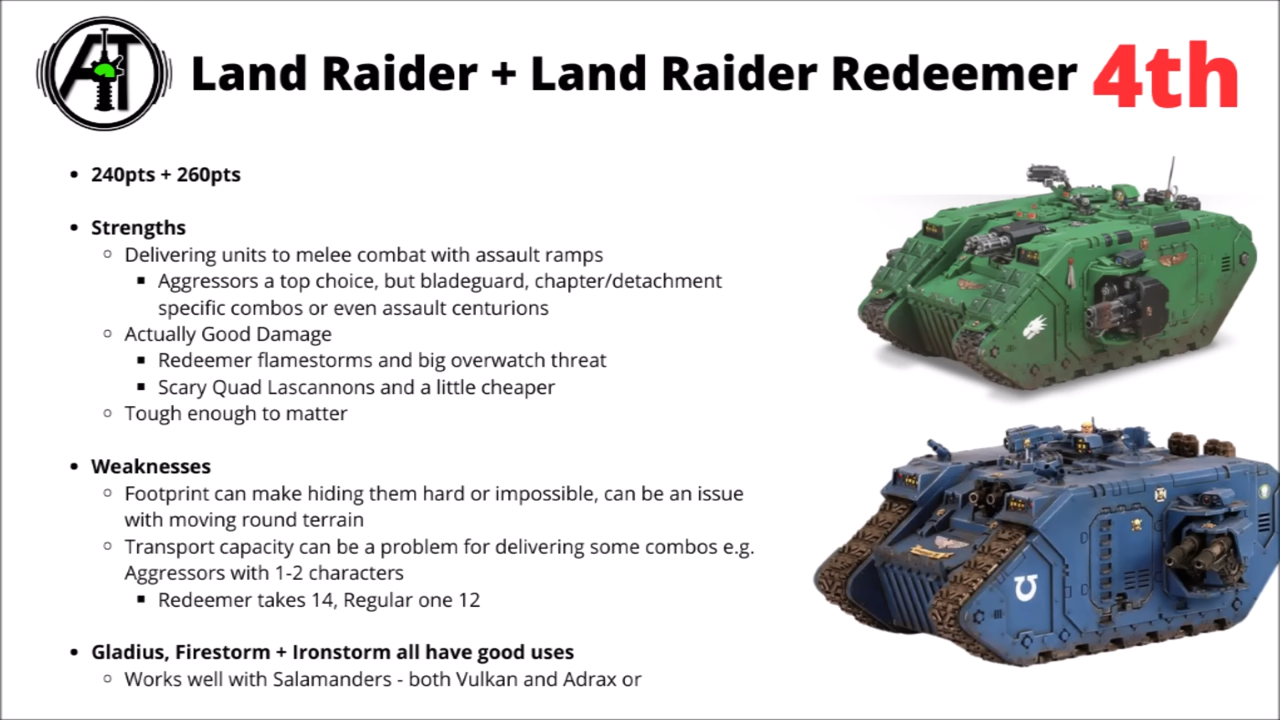 AT
Land Raider + Land Raider Redeemer 4th
• 240pts + 260pts
• Strengths
○ Delivering units to melee combat with assault ramps
▪ Aggressors a top choice, but bladeguard, chapter/detachment
specific combos or even assault centurions
○ Actually Good Damage
▪ Redeemer flamestorms and big overwatch threat
▪ Scary Quad Lascannons and a little cheaper
○ Tough enough to matter
• Weaknesses
○ Footprint can make hiding them hard or impossible, can be an issue
with moving round terrain
○ Transport capacity can be a problem for delivering some combos e.g.
Aggressors with 1-2 characters
▪ Redeemer takes 14, Regular one 12
• Gladius, Firestorm + Ironstorm all have good uses
○ Works well with Salamanders - both Vulkan and Adrax or